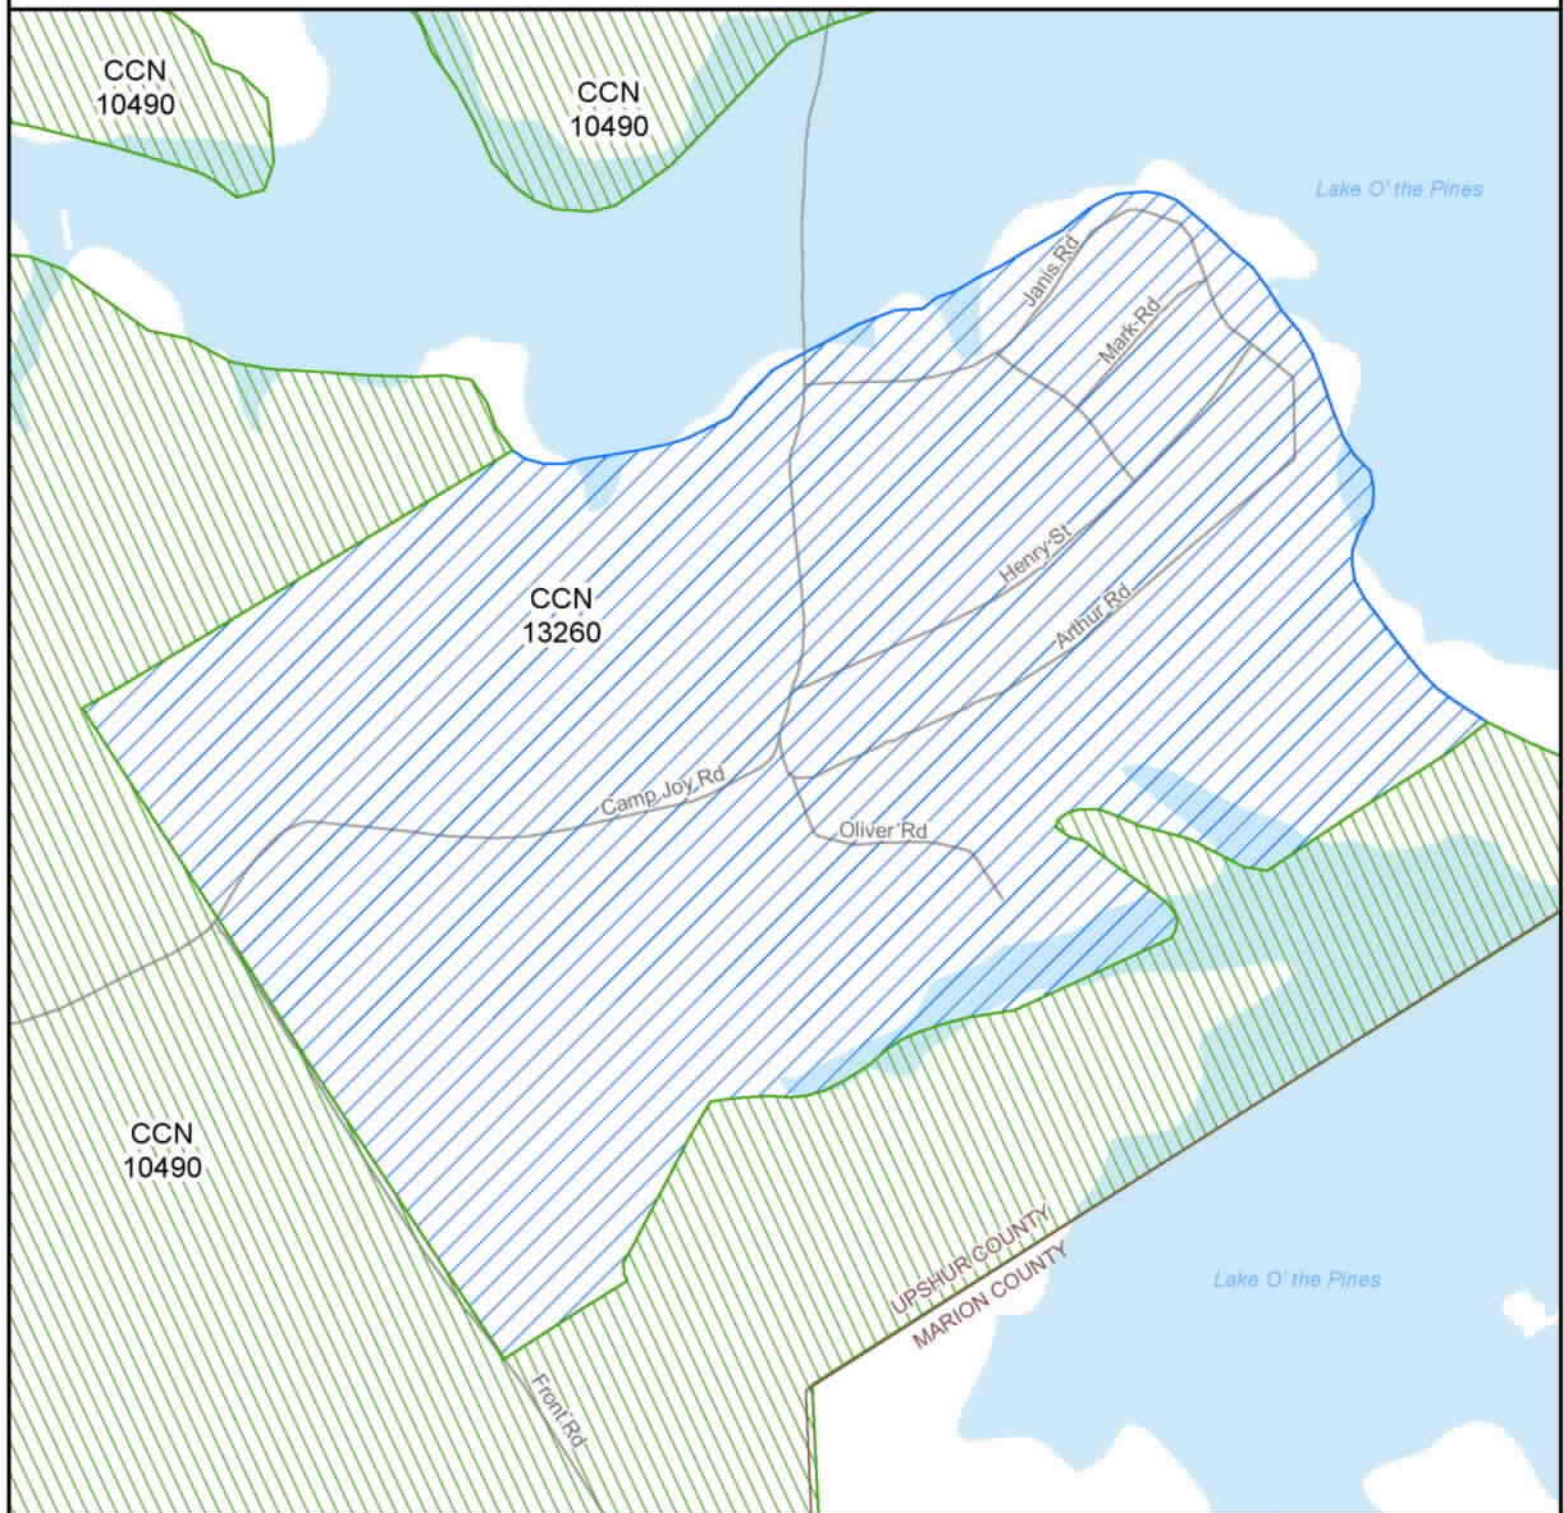 CCN
10490
CCN
10490
Lake O' the Pines
Janis Rd
Mark Rd
Henry St
CCN
13260
Arthur Rd
Camp Joy Rd
Oliver Rd
CCN
10490
UPSHUR COUNTY
MARION COUNTY
Lake O' the Pines
Front Rd